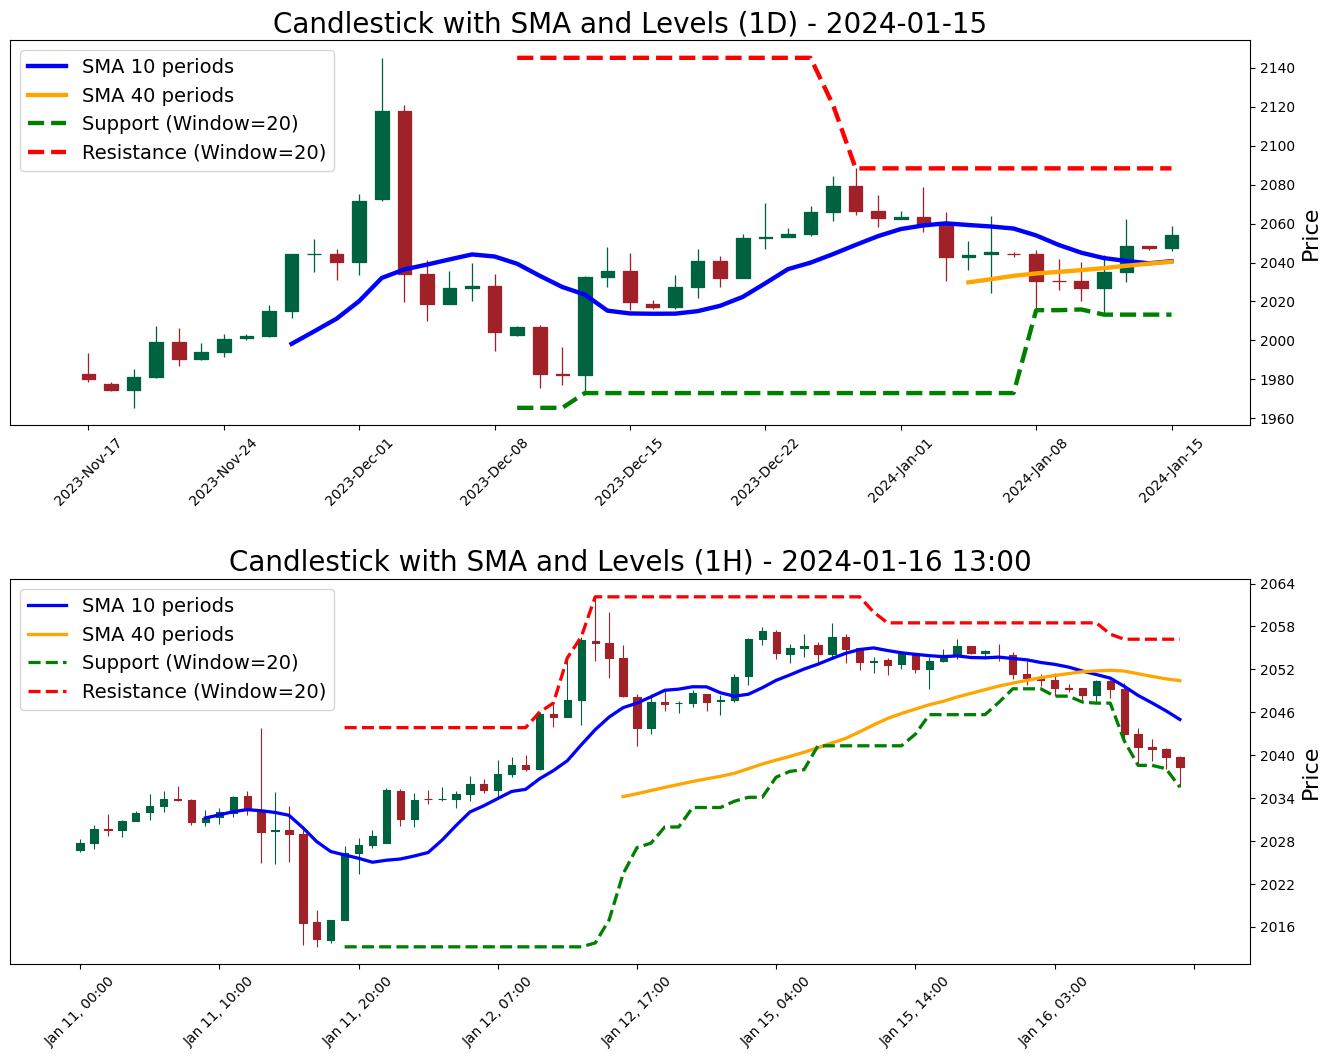 Candlestick with SMA and Levels (1D) - 2024-01-15
SMA 10 periods
SMA 40 periods
Support (Window=20)
Resistance (Window=20)
2140
2120
2100
2080
2060
2040
2020
2000
1980
1960
Price
2023-Nov-17
2023-Nov-24
2023-Dec-01
2023-Dec-08
2023-Dec-15
2023-Dec-22
2024-Jan-01
2024-Jan-08
2024-Jan-15
Candlestick with SMA and Levels (1H) - 2024-01-16 13:00
SMA 10 periods
SMA 40 periods
Support (Window=20)
Resistance (Window=20)
2064
2058
2052
2046
2040
2034
2028
2022
2016
Price
Jan 11, 00:00
Jan 11, 10:00
Jan 11, 20:00
Jan 12, 07:00
Jan 12, 17:00
Jan 15, 04:00
Jan 15, 14:00
Jan 16, 03:00